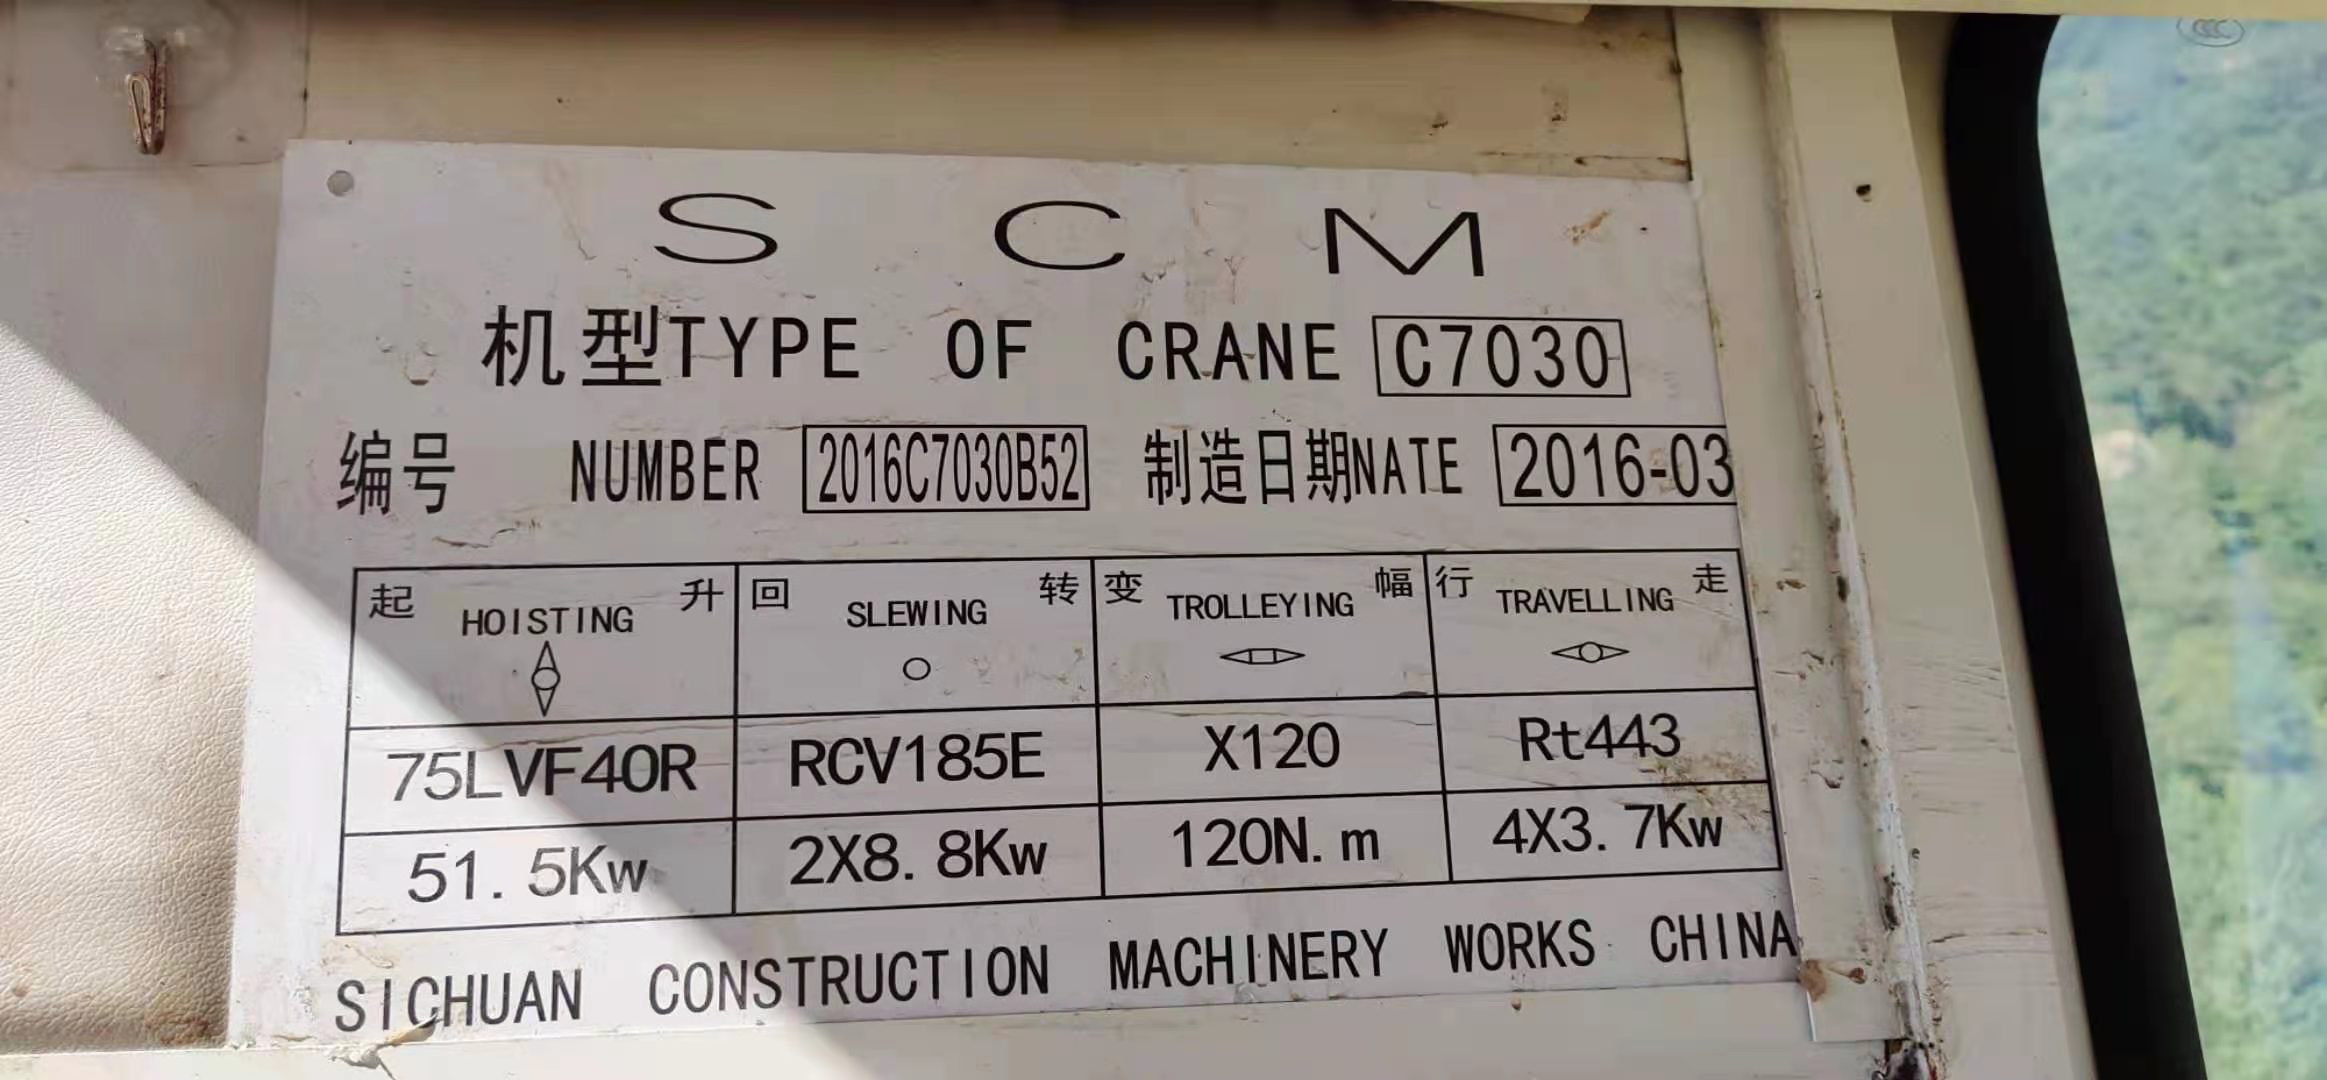 S C M
机型TYPE OF CRANE C7030
编号 NUMBER 2016C7030B52 制造日期NATE 2016-03
起升 HOISTING 回转 SLEWING 变幅 TROLLEYING 行走 TRAVELLING
75LVF40R RCV185E X120 Rt443
51.5Kw 2X8.8Kw 120N.m 4X3.7Kw
SICHUAN CONSTRUCTION MACHINERY WORKS CHINA